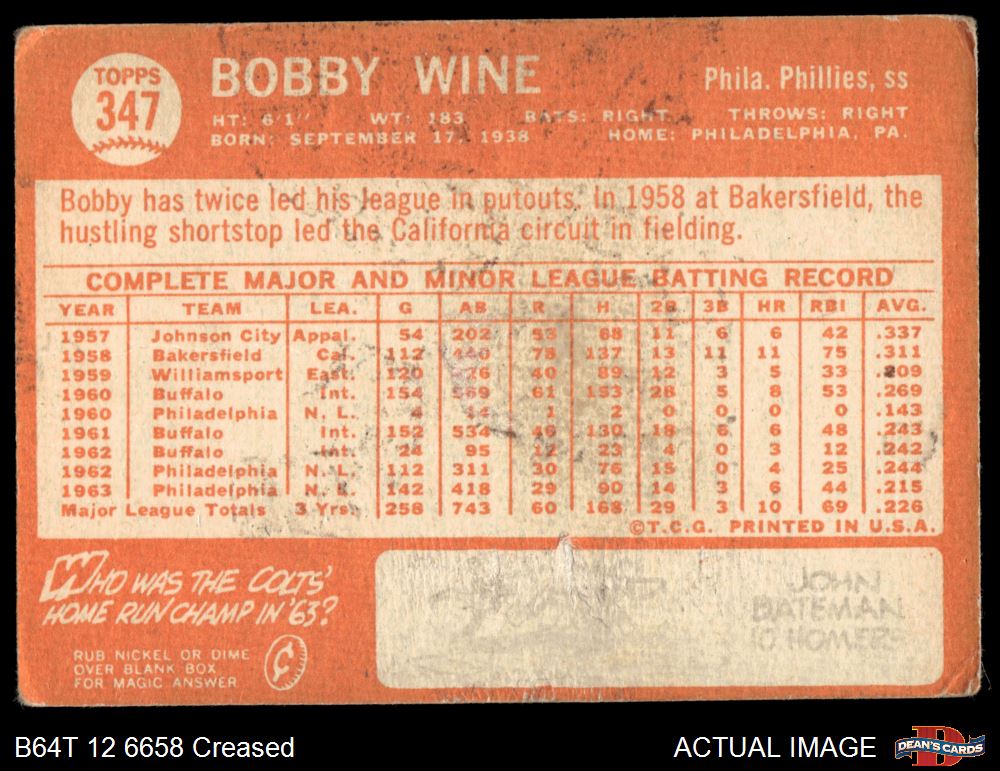 TOPPS
347
BOBBY WINE
Phila. Phillies, ss
HT: 6'1" WT: 183 BATS: RIGHT THROWS: RIGHT
BORN: SEPTEMBER 17, 1938 HOME: PHILADELPHIA, PA.
Bobby has twice led his league in putouts. In 1958 at Bakersfield, the
hustling shortstop led the California circuit in fielding.
COMPLETE MAJOR AND MINOR LEAGUE BATTING RECORD
YEAR TEAM LEA. G AB R H 2B 3B HR RBI AVG.
1957 Johnson City Appal. 54 202 53 68 11 6 6 42 .337
1958 Bakersfield Cal. 112 440 78 137 13 11 11 75 .311
1959 Williamsport East. 120 40 89 12 3 5 33 .209
1960 Buffalo Int. 154 569 61 153 28 5 8 53 .269
1960 Philadelphia N. L. 4 14 1 2 0 0 0 0 .143
1961 Buffalo Int. 152 534 130 18 6 48 .243
1962 Buffalo Int. 24 95 12 23 4 0 3 12 .242
1962 Philadelphia N. L. 112 311 30 76 15 0 4 25 .244
1963 Philadelphia N. L. 142 418 29 90 14 3 6 44 .215
Major League Totals 3 Yrs. 258 743 60 168 29 3 10 69 .226
©T.C.G. PRINTED IN U.S.A.
WHO WAS THE COLTS'
HOME RUN CHAMP IN '63?
RUB NICKEL OR DIME
OVER BLANK BOX
FOR MAGIC ANSWER
JOHN
BATEMAN
10 HOMERS
B64T 12 6658 Creased
ACTUAL IMAGE
DEAN'S CARDS